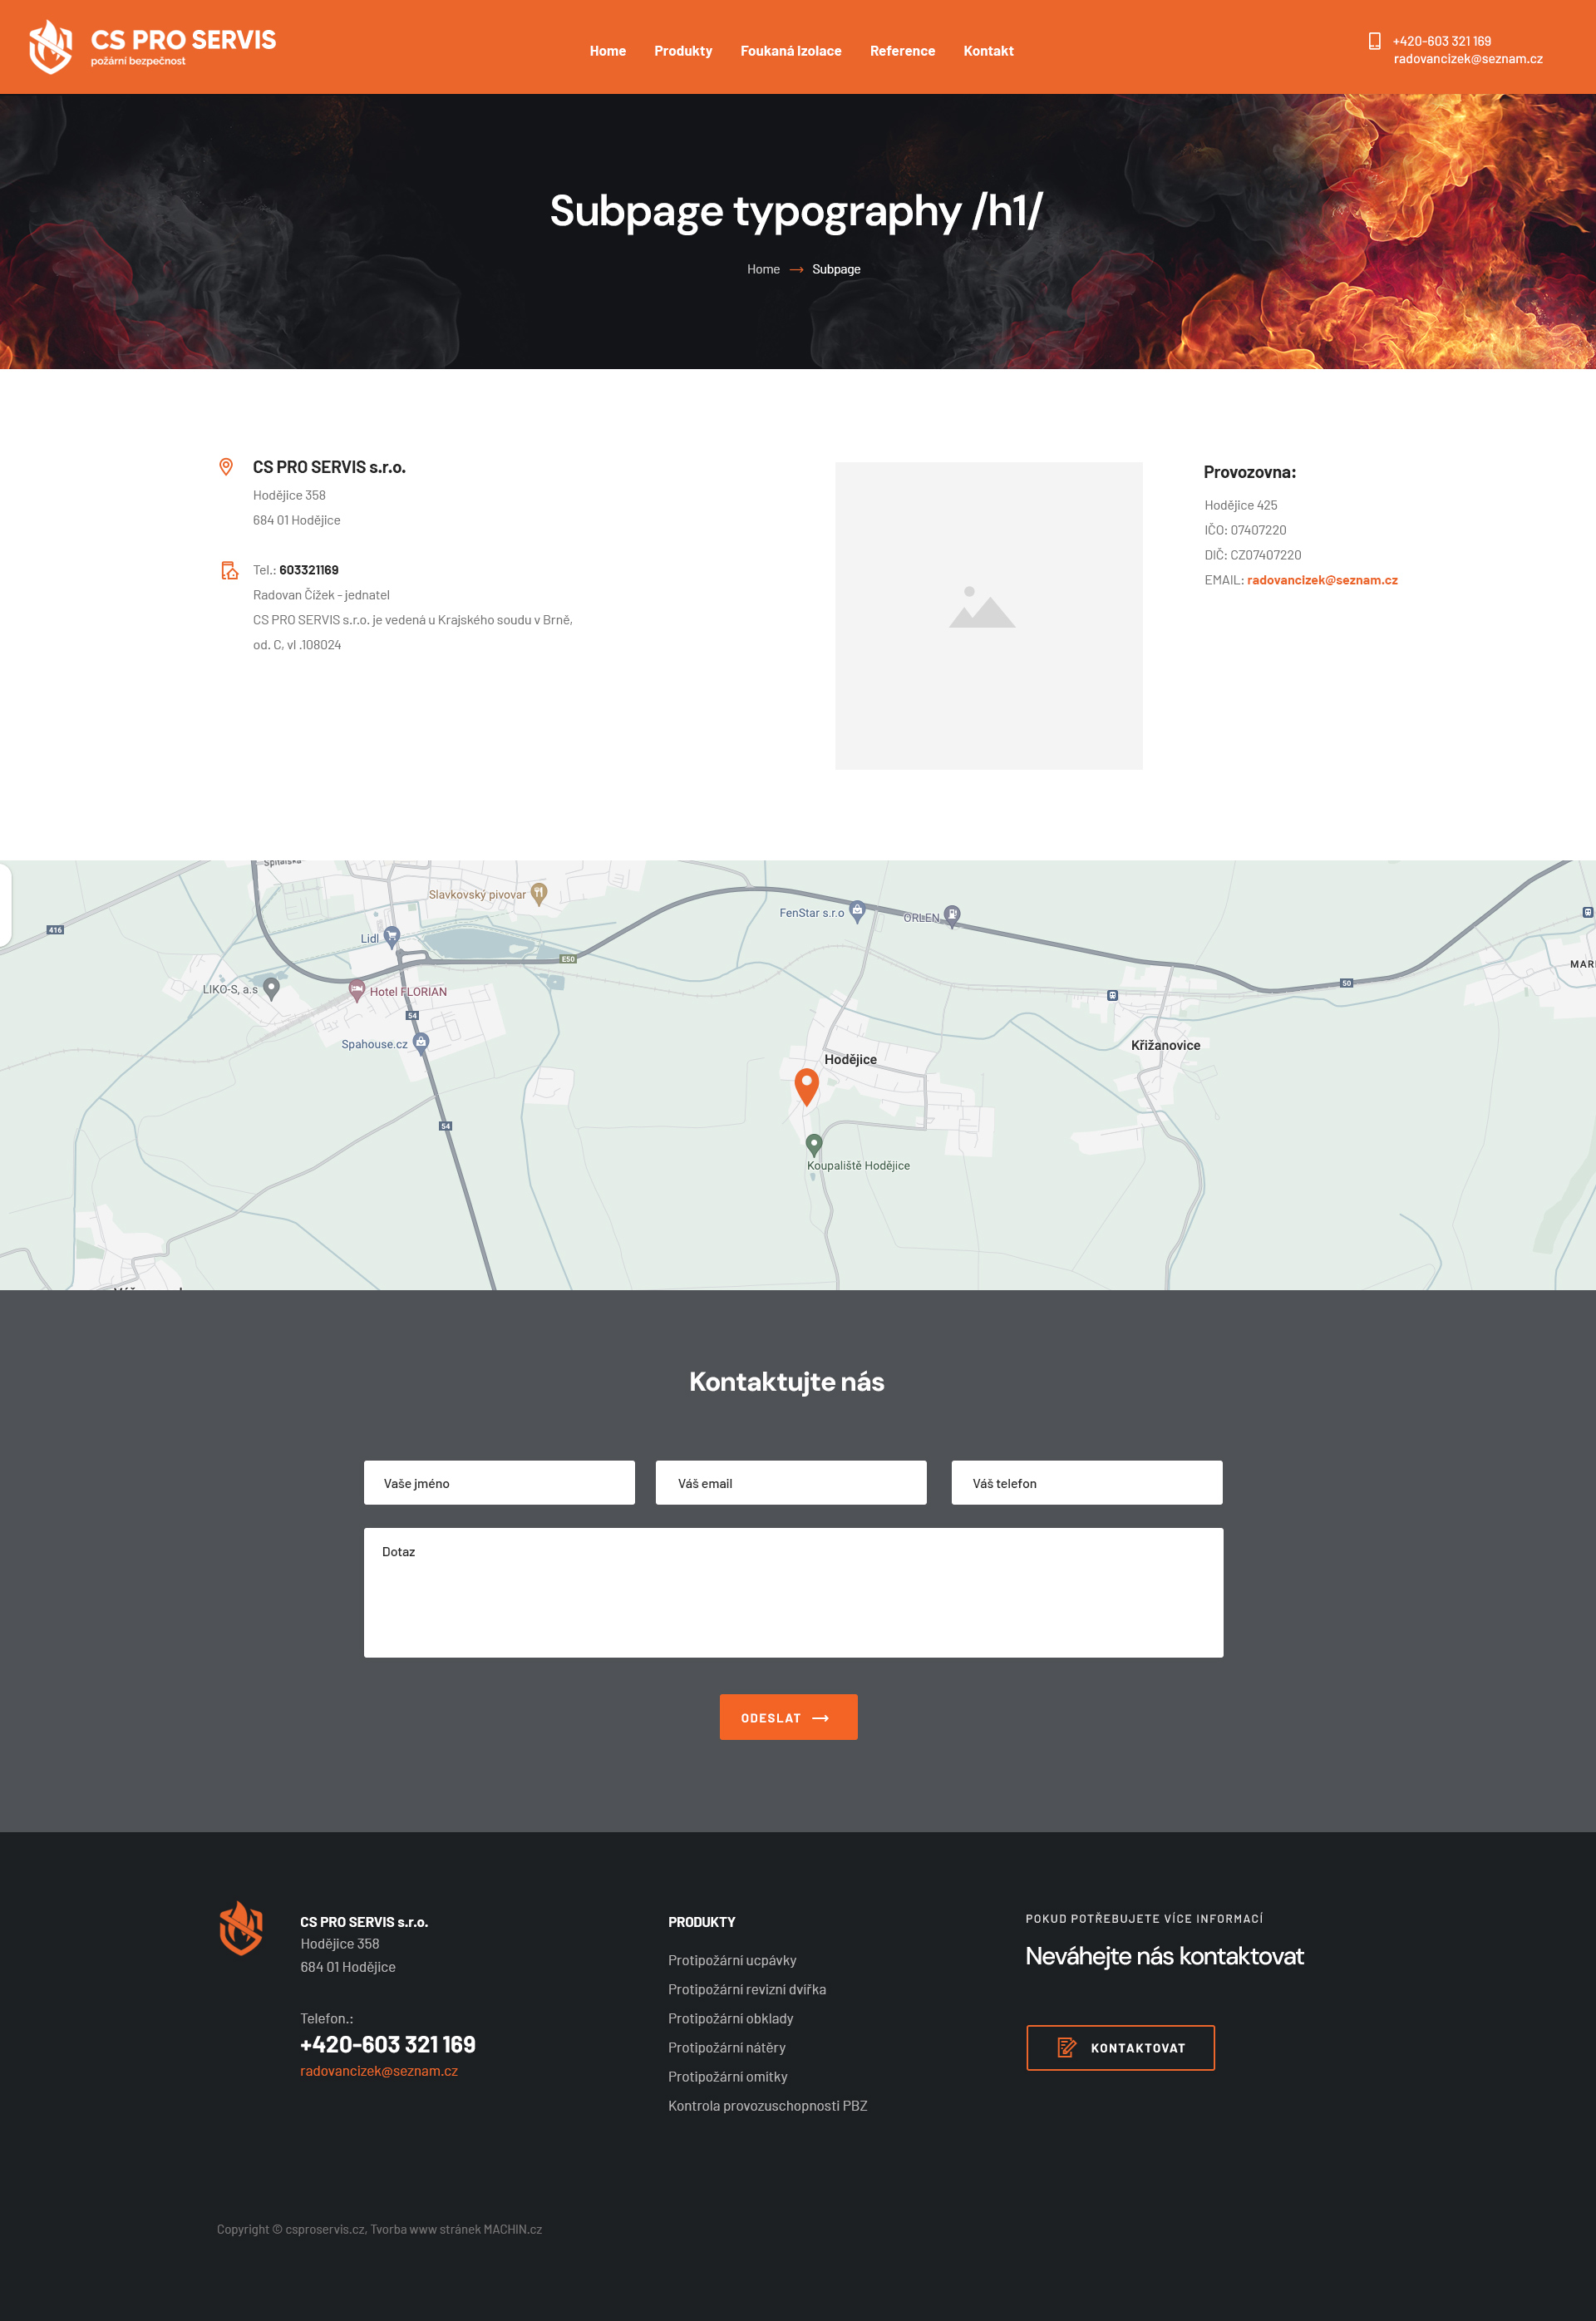 CS PRO SERVIS
požární bezpečnost
Home
Produkty
Foukaná Izolace
Reference
Kontakt
+420-603 321 169
radovancizek@seznam.cz
Subpage typography /h1/
Home
Subpage
CS PRO SERVIS s.r.o.
Hodějice 358
684 01 Hodějice
Tel.: 603321169
Radovan Čížek - jednatel
CS PRO SERVIS s.r.o. je vedená u Krajského soudu v Brně,
od. C, vl .108024
Provozovna:
Hodějice 425
IČO: 07407220
DIČ: CZ07407220
EMAIL: radovancizek@seznam.cz
Slavkovský pivovar
FenStar s.r.o
ORLEN
416
Lidl
E50
LIKO-S, a.s
Hotel FLORIAN
50
54
Spahouse.cz
Hodějice
Křižanovice
54
Koupaliště Hodějice
Kontaktujte nás
Vaše jméno
Váš email
Váš telefon
Dotaz
ODESLAT
CS PRO SERVIS s.r.o.
Hodějice 358
684 01 Hodějice
Telefon.:
+420-603 321 169
radovancizek@seznam.cz
PRODUKTY
Protipožární ucpávky
Protipožární revizní dvířka
Protipožární obklady
Protipožární nátěry
Protipožární omítky
Kontrola provozuschopnosti PBZ
POKUD POTŘEBUJETE VÍCE INFORMACÍ
Neváhejte nás kontaktovat
KONTAKTOVAT
Copyright © csproservis.cz, Tvorba www stránek MACHIN.cz